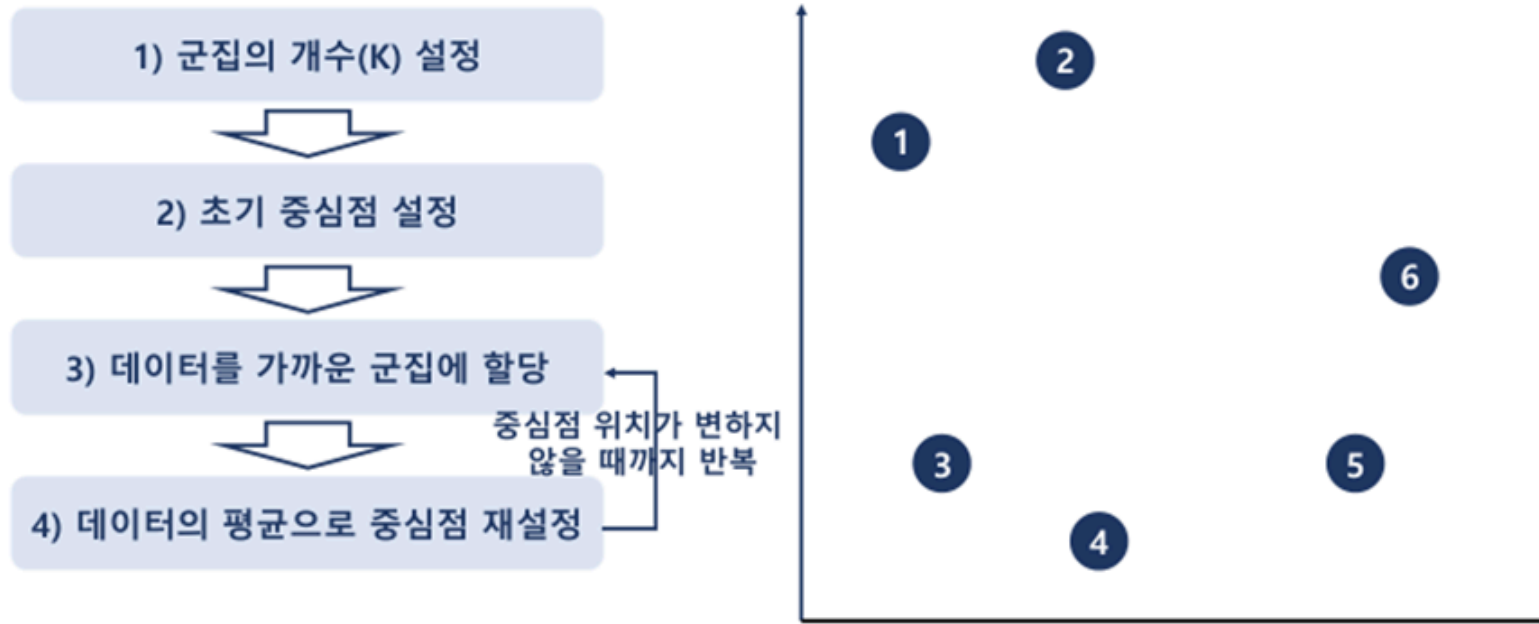 1) 군집의 개수(K) 설정
2) 초기 중심점 설정
3) 데이터를 가까운 군집에 할당
중심점 위치가 변하지
않을 때까지 반복
4) 데이터의 평균으로 중심점 재설정
2
1
6
3
5
4